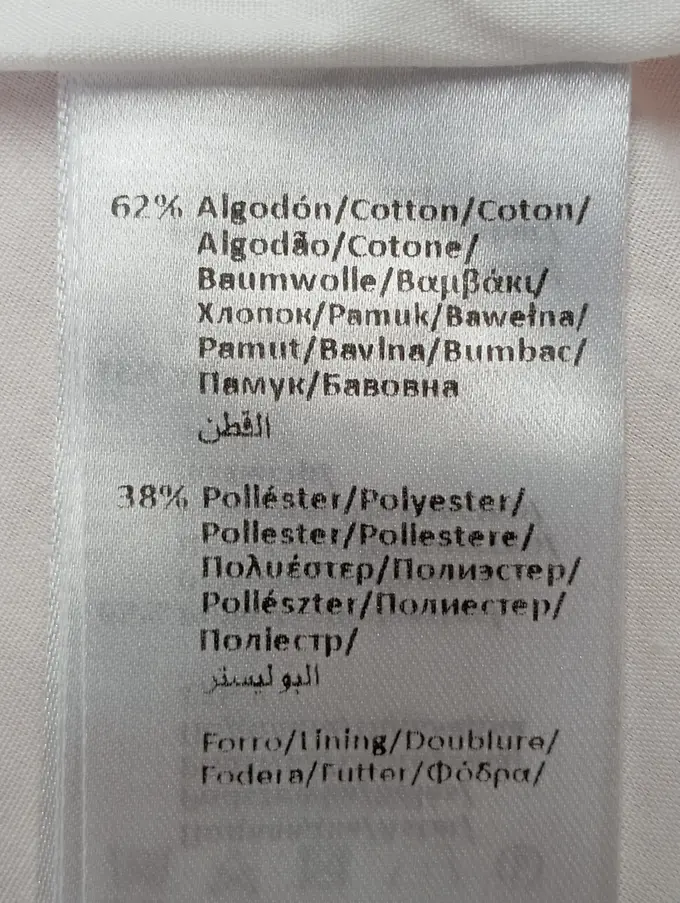 62% Algodón/Cotton/Coton/
Algodão/Cotone/
Baumwolle/Βαμβάκι/
Хлопок/Pamuk/Bawełna/
Pamut/Bavlna/Bumbac/
Памук/Бавовна
القطن
38% Poliéster/Polyester/
Poliester/Poliestere/
Πολυέστερ/Полиэстер/
Poliészter/Полиестер/
Поліестр/
البوليستر
Forro/Lining/Doublure/
Fodera/Futter/Φόδρα/